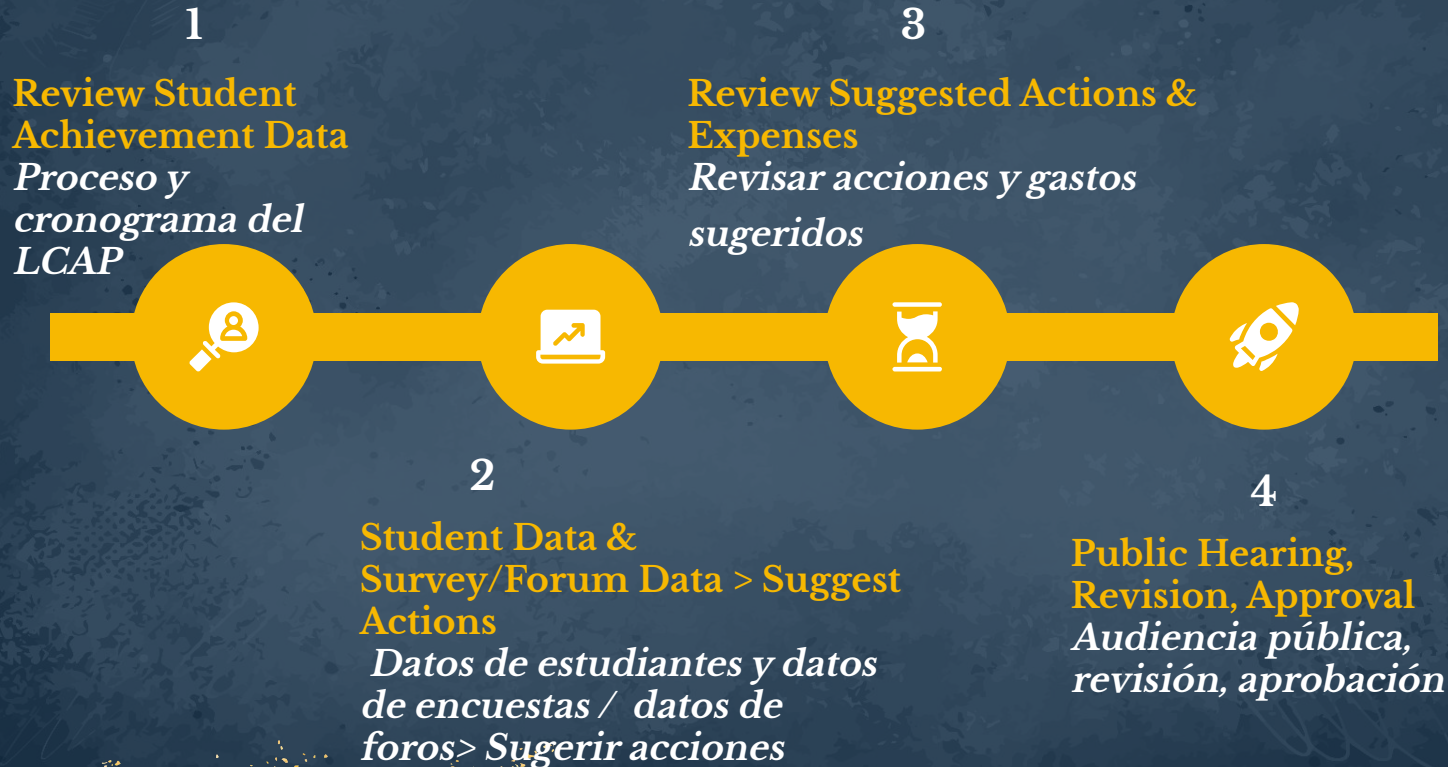 1
Review Student
Achievement Data
Proceso y
cronograma del
LCAP
2
Student Data &
Survey/Forum Data > Suggest
Actions
Datos de estudiantes y datos
de encuestas / datos de
foros> Sugerir acciones
3
Review Suggested Actions &
Expenses
Revisar acciones y gastos
sugeridos
4
Public Hearing,
Revision, Approval
Audiencia pública,
revisión, aprobación